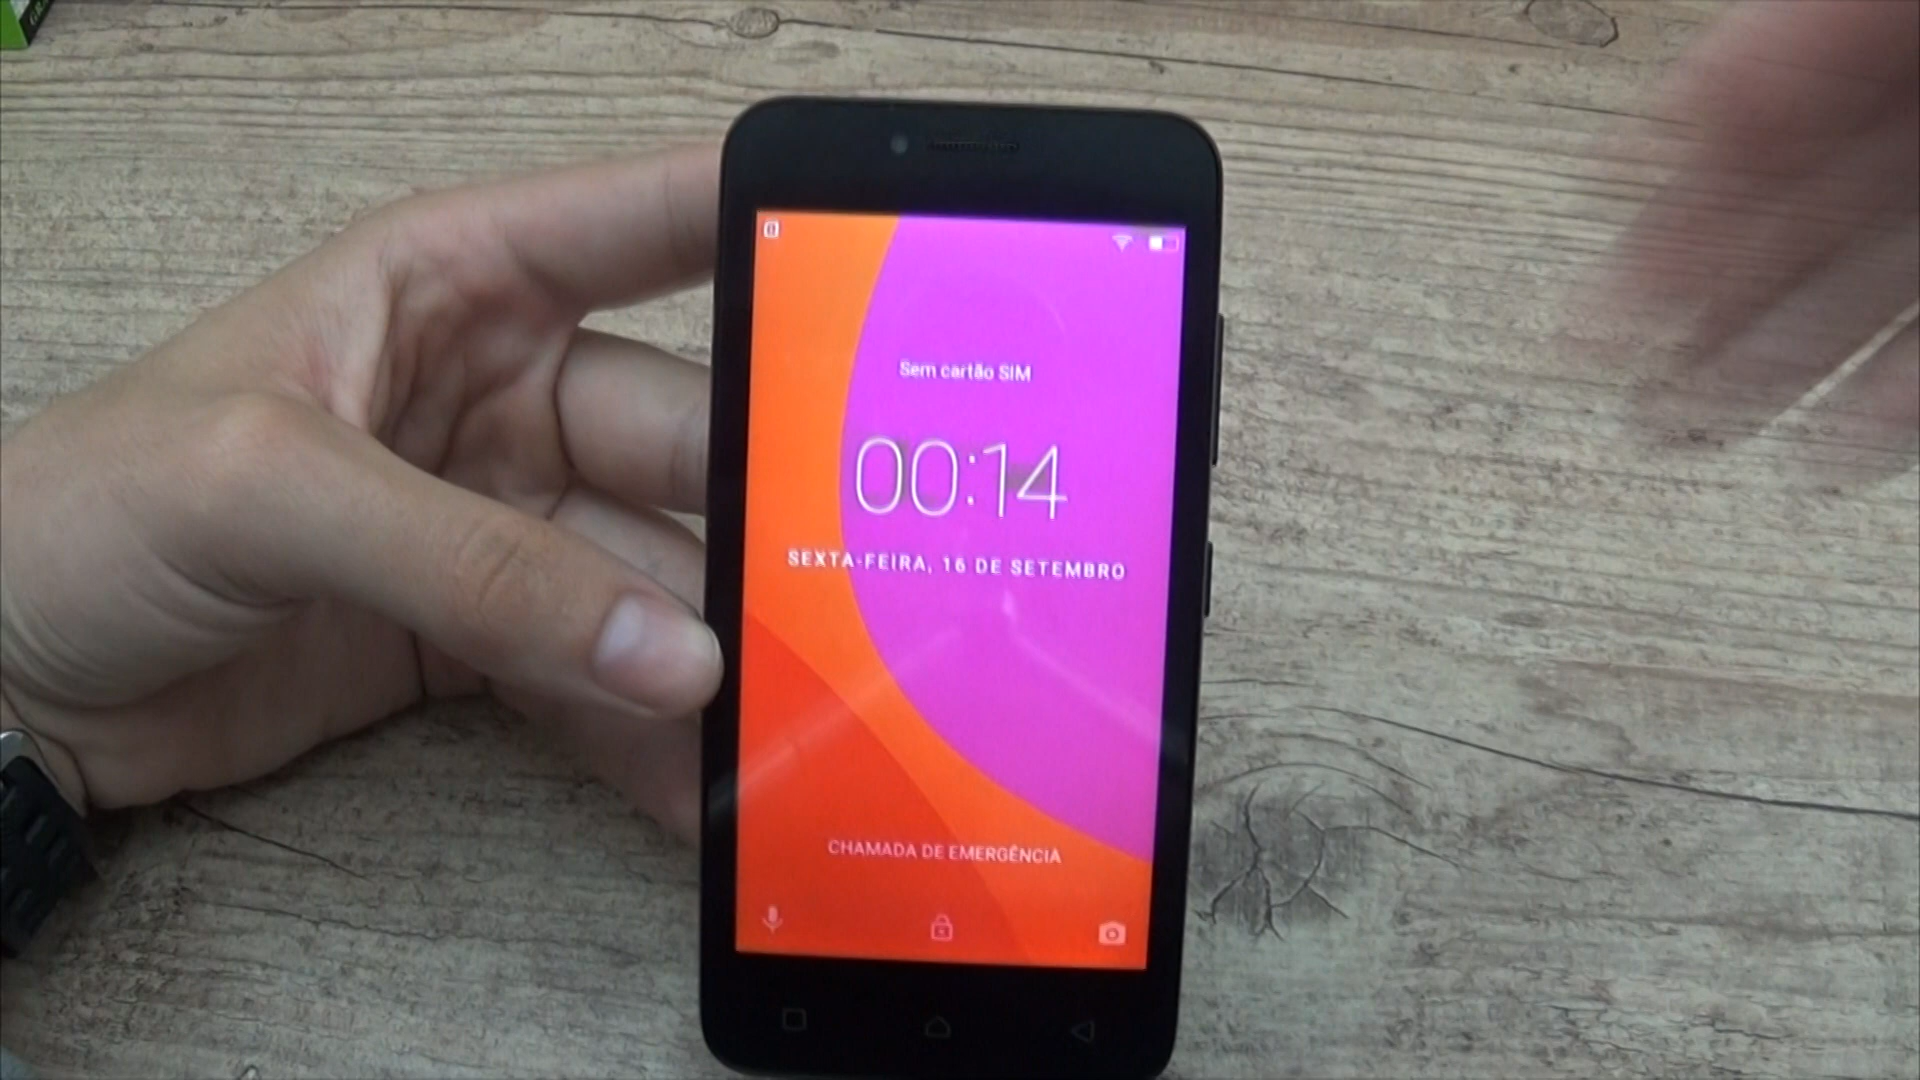 Sem cartão SIM
00:14
SEXTA-FEIRA, 16 DE SETEMBRO
CHAMADA DE EMERGÊNCIA